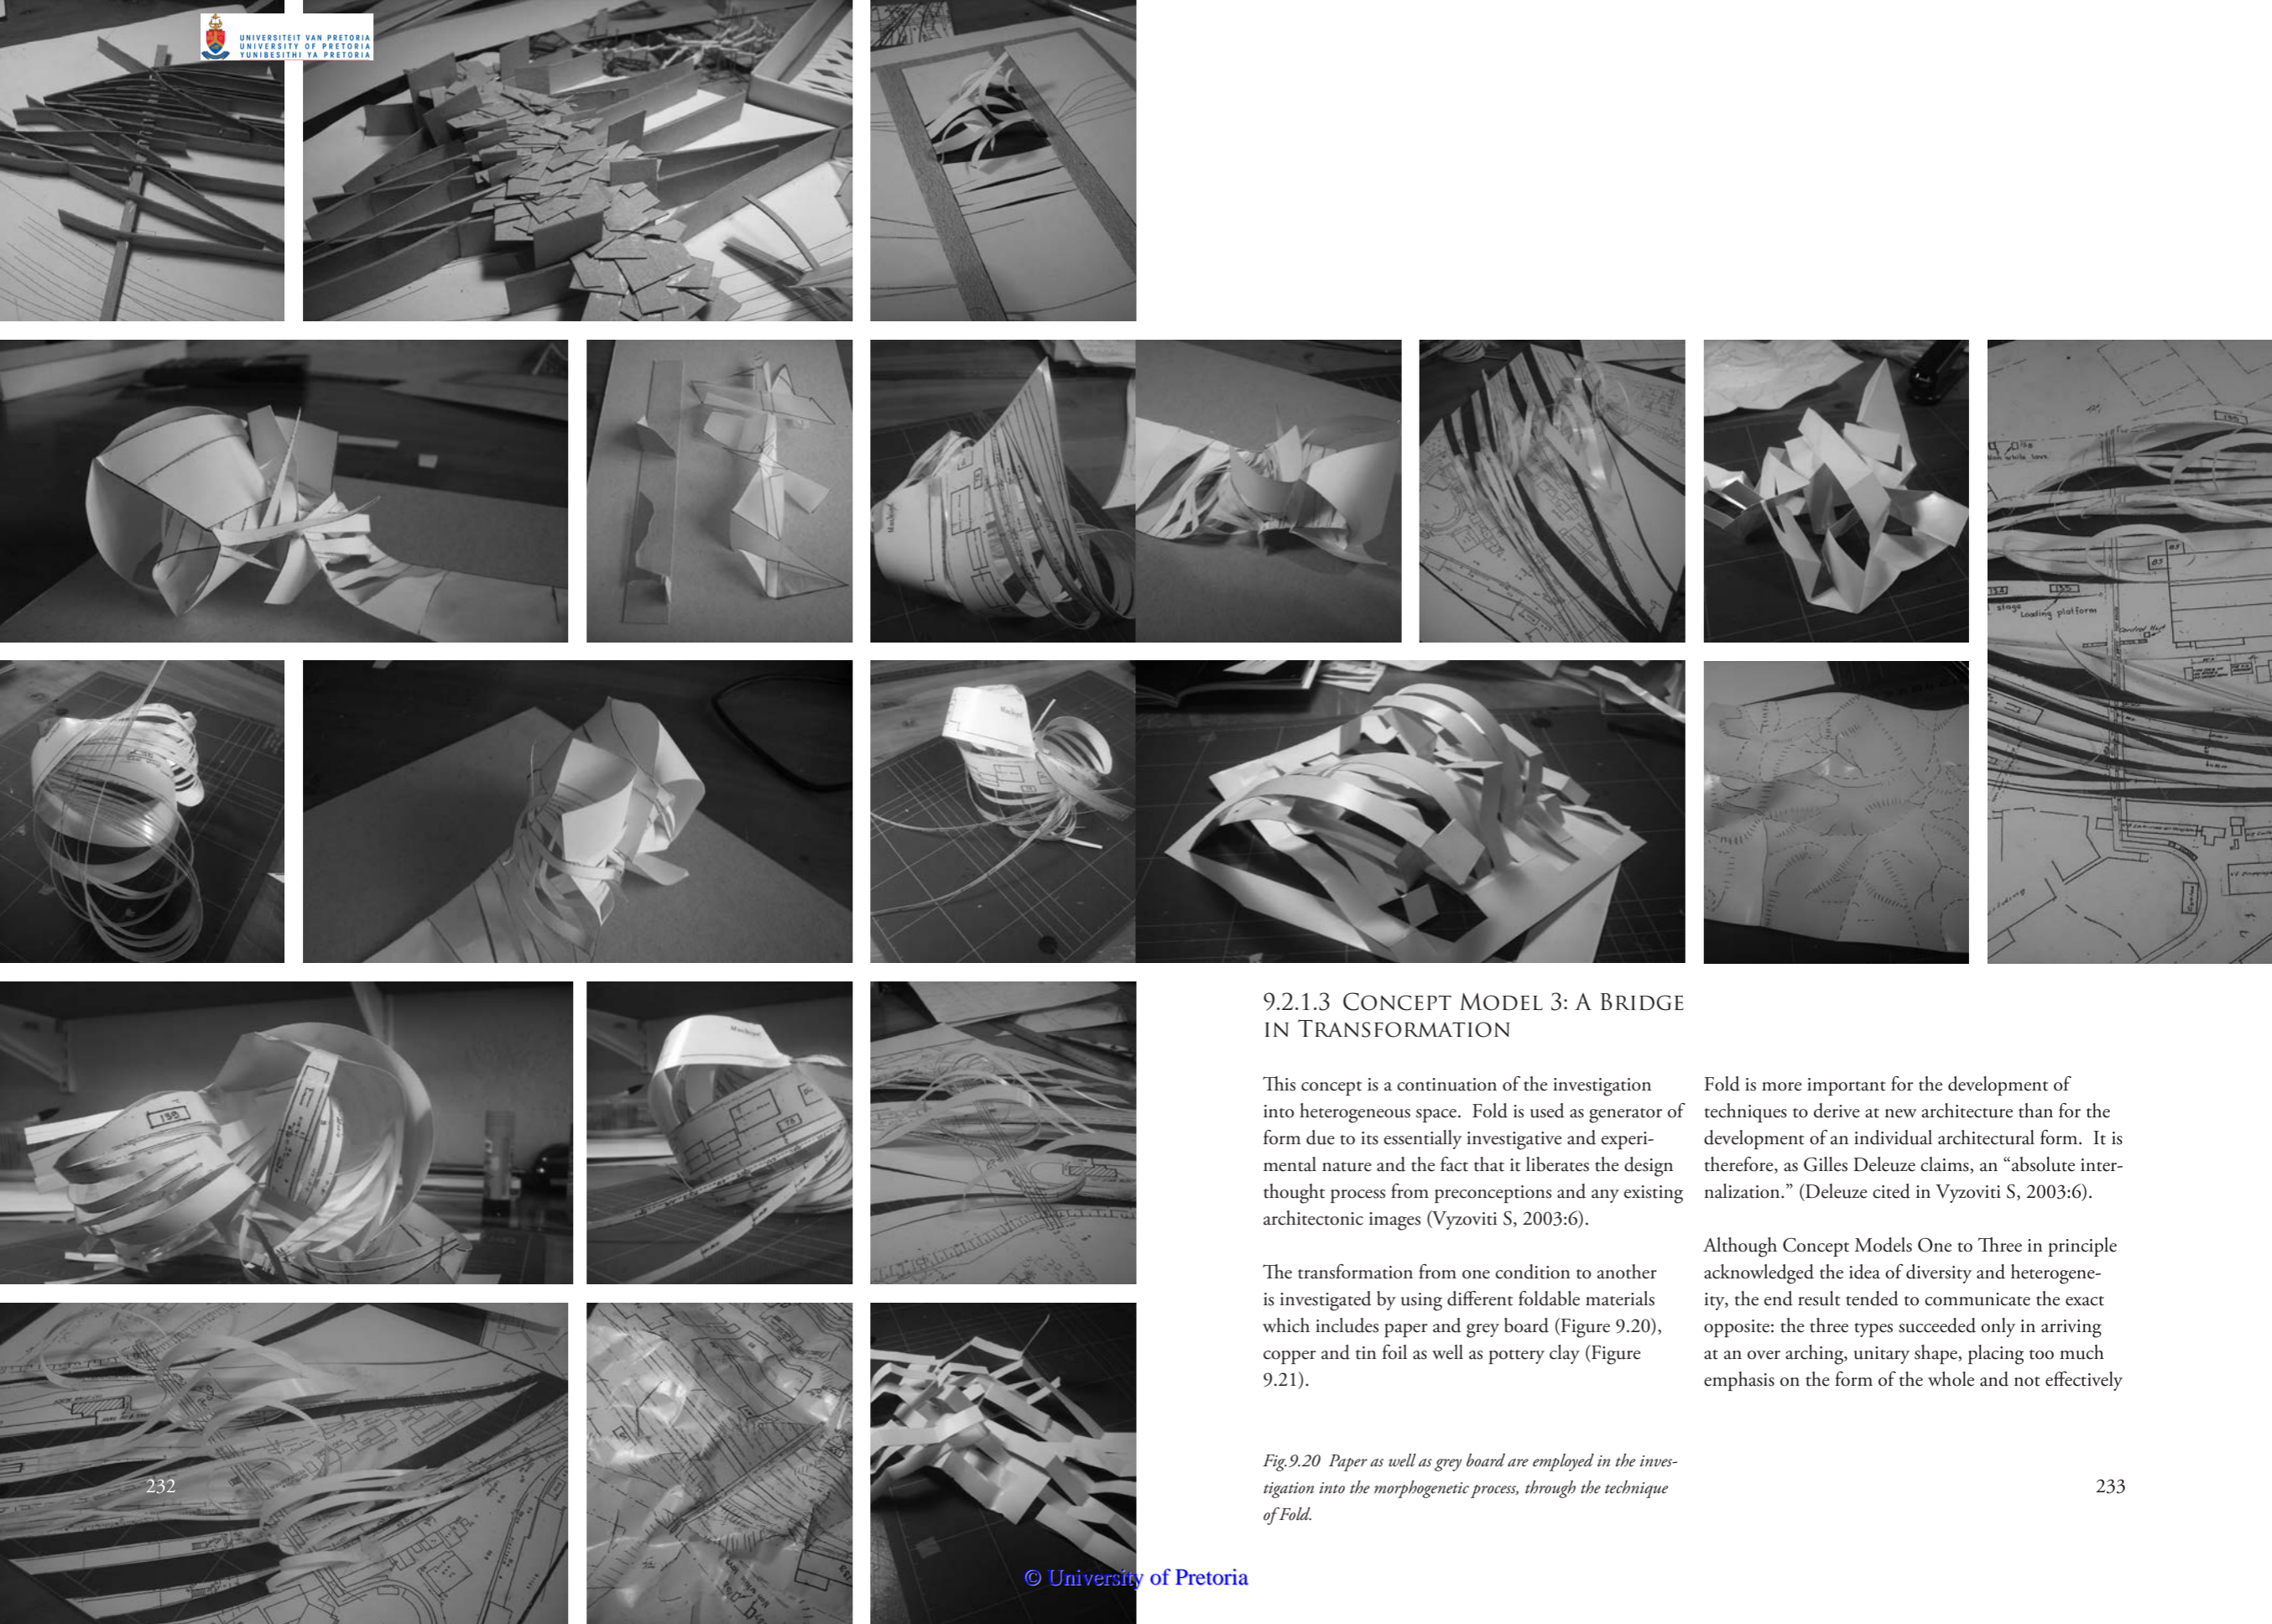 UNIVERSITEIT VAN PRETORIA
UNIVERSITY OF PRETORIA
YUNIBESITHI YA PRETORIA
138
Loading platform
stage
138
78
9.2.1.3 Concept Model 3: A Bridge
in Transformation
This concept is a continuation of the investigation
into heterogeneous space. Fold is used as generator of
form due to its essentially investigative and experi-
mental nature and the fact that it liberates the design
thought process from preconceptions and any existing
architectonic images (Vyzoviti S, 2003:6).
The transformation from one condition to another
is investigated by using different foldable materials
which includes paper and grey board (Figure 9.20),
copper and tin foil as well as pottery clay (Figure
9.21).
Fig.9.20 Paper as well as grey board are employed in the inves-
tigation into the morphogenetic process, through the technique
of Fold.
Fold is more important for the development of
techniques to derive at new architecture than for the
development of an individual architectural form. It is
therefore, as Gilles Deleuze claims, an “absolute inter-
nalization.” (Deleuze cited in Vyzoviti S, 2003:6).
Although Concept Models One to Three in principle
acknowledged the idea of diversity and heterogene-
ity, the end result tended to communicate the exact
opposite: the three types succeeded only in arriving
at an over arching, unitary shape, placing too much
emphasis on the form of the whole and not effectively
232
233
© University of Pretoria